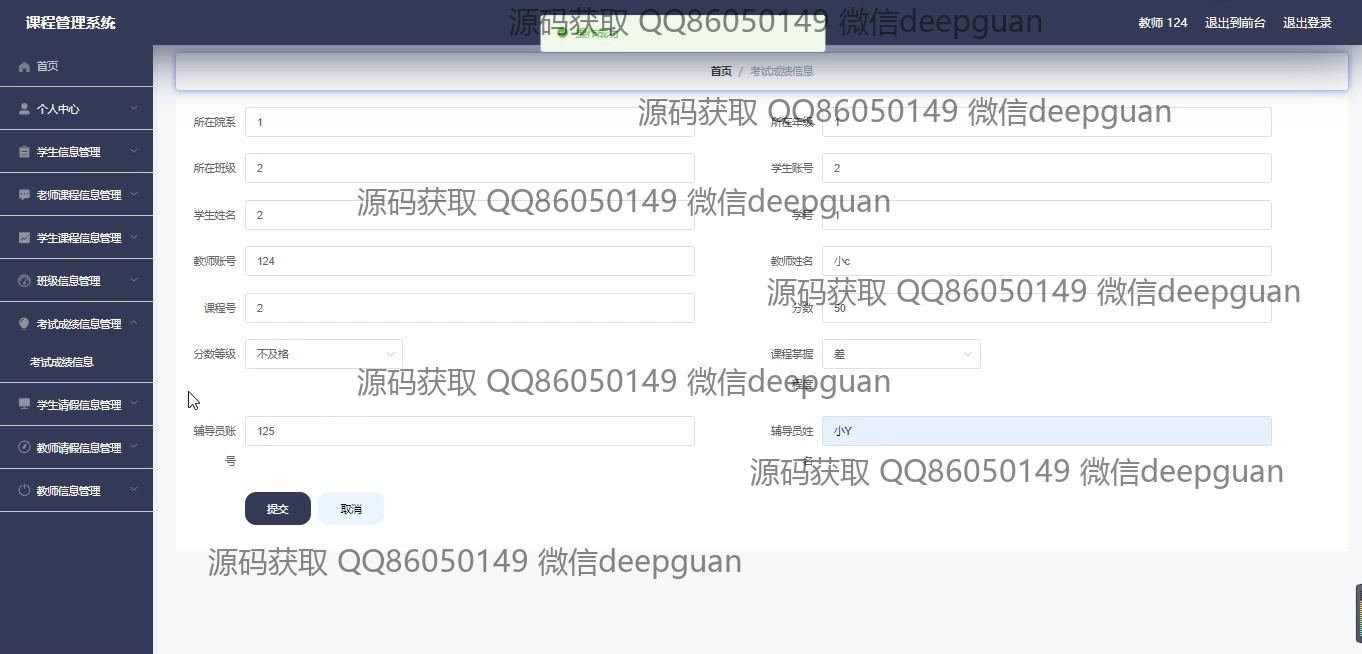 课程管理系统
源码获取 QQ86050149 微信deepguan
操作成功
教师 124 退出到前台 退出登录
首页
个人中心
学生信息管理
老师课程信息管理
学生课程信息管理
班级信息管理
考试成绩信息管理
考试成绩信息
学生请假信息管理
教师请假信息管理
教师信息管理
首页 / 考试成绩信息
源码获取 QQ86050149 微信deepguan
所在院系 1 所在年级 1
所在班级 2 学生账号 2
源码获取 QQ86050149 微信deepguan
学生姓名 2 学号 1
教师账号 124 教师姓名 小c
源码获取 QQ86050149 微信deepguan
课程号 2 分数 50
分数等级 不及格 课程掌握程度 差
源码获取 QQ86050149 微信deepguan
辅导员账号 125 辅导员姓名 小Y
源码获取 QQ86050149 微信deepguan
提交 取消
源码获取 QQ86050149 微信deepguan